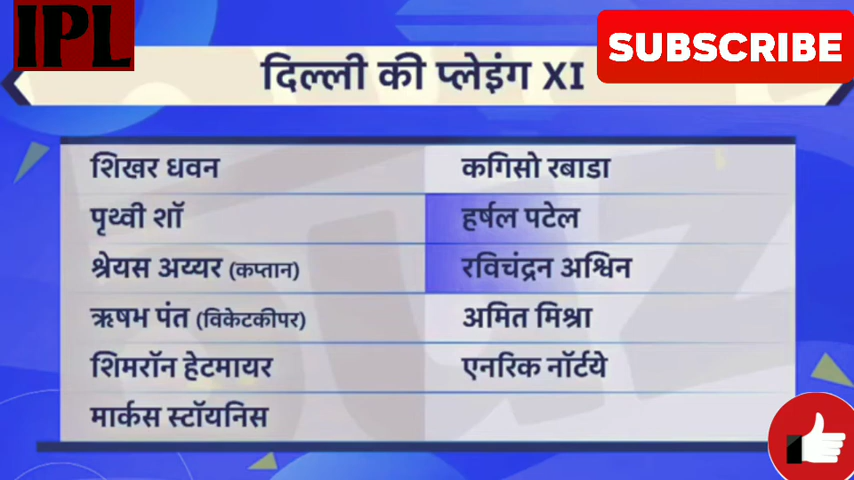 IPL
SUBSCRIBE
दिल्ली की प्लेइंग XI
शिखर धवन
पृथ्वी शॉ
श्रेयस अय्यर (कप्तान)
ऋषभ पंत (विकेटकीपर)
शिमरॉन हेटमायर
मार्कस स्टॉयनिस
कगिसो रबाडा
हर्षल पटेल
रविचंद्रन अश्विन
अमित मिश्रा
एनरिक नॉर्टये